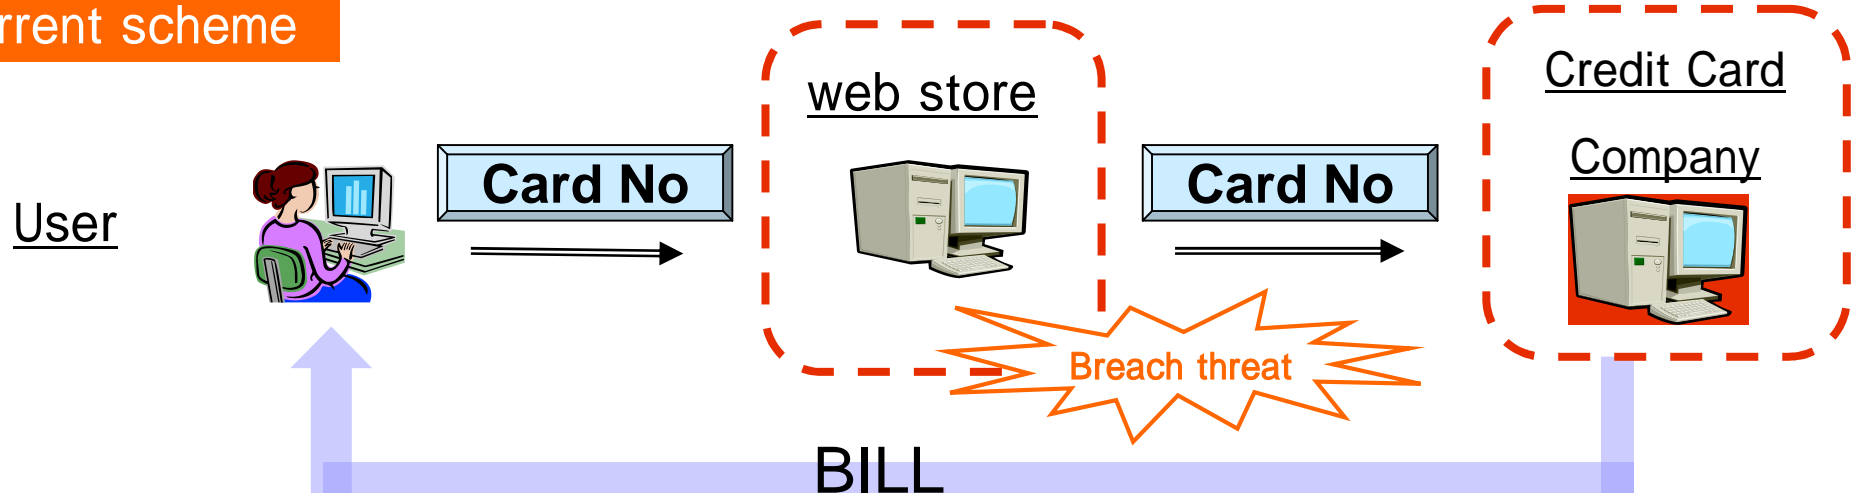 rrent scheme
Credit Card
web store
Company
Card No
Card No
User
Breach threat
BILL